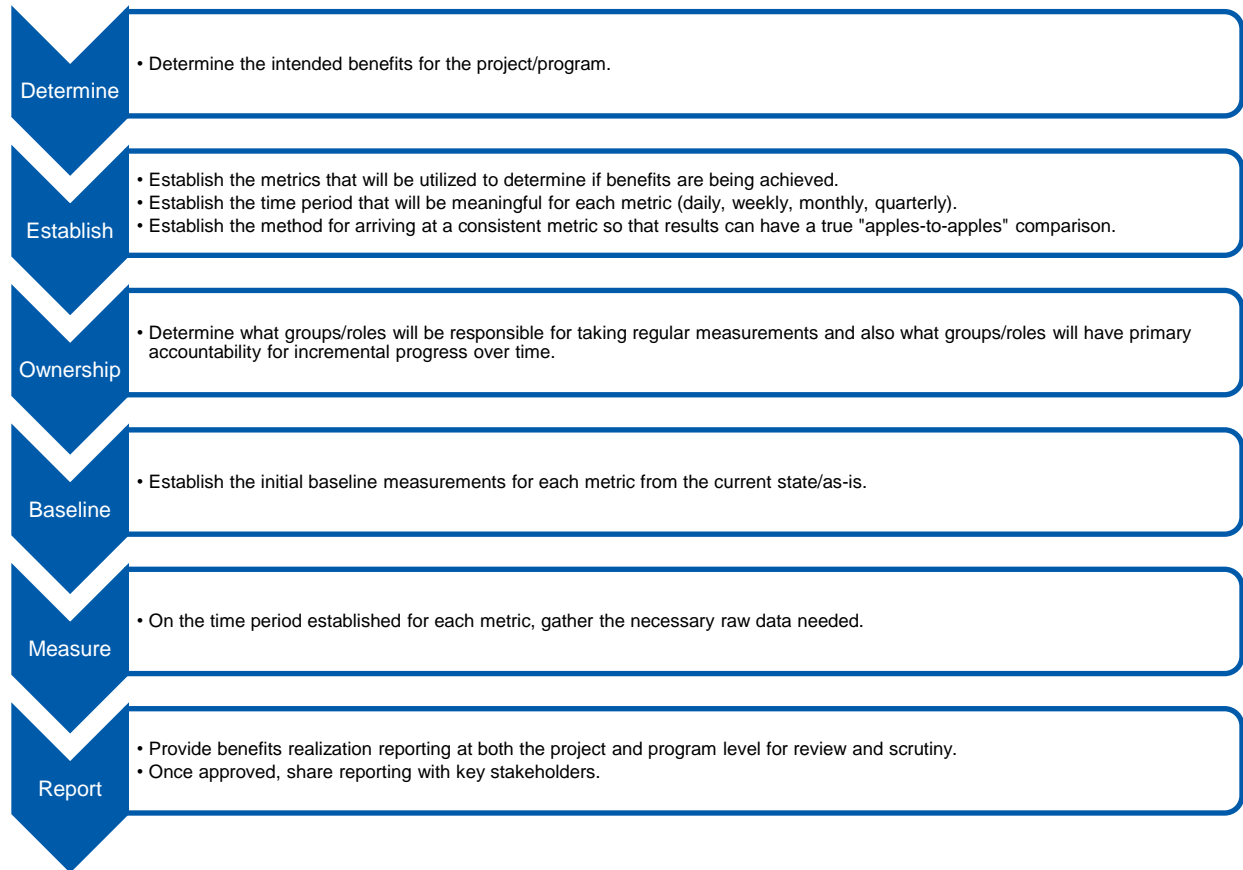 Determine
• Determine the intended benefits for the project/program.
Establish
• Establish the metrics that will be utilized to determine if benefits are being achieved.
• Establish the time period that will be meaningful for each metric (daily, weekly, monthly, quarterly).
• Establish the method for arriving at a consistent metric so that results can have a true "apples-to-apples" comparison.
Ownership
• Determine what groups/roles will be responsible for taking regular measurements and also what groups/roles will have primary
accountability for incremental progress over time.
Baseline
• Establish the initial baseline measurements for each metric from the current state/as-is.
Measure
• On the time period established for each metric, gather the necessary raw data needed.
Report
• Provide benefits realization reporting at both the project and program level for review and scrutiny.
• Once approved, share reporting with key stakeholders.